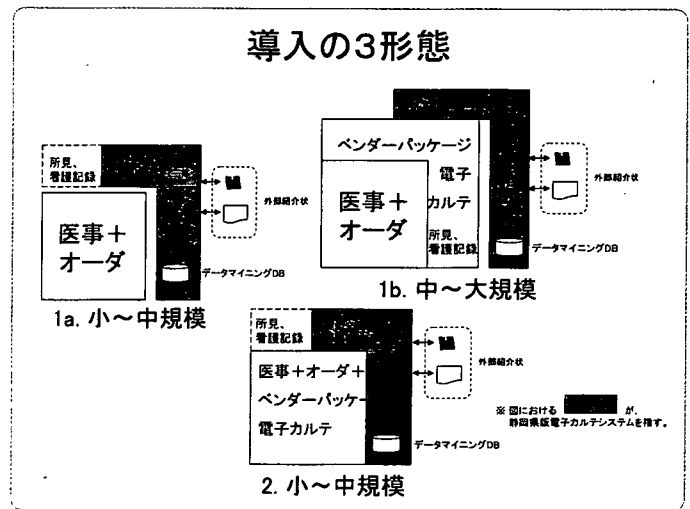 導入の3形態
所見、
看護記録
医事＋
オーダ
外部紹介状
データマイニングDB
1a. 小～中規模
ベンダーパッケージ
電子
カルテ
医事＋
オーダ
所見、
看護記録
外部紹介状
データマイニングDB
1b. 中～大規模
所見、
看護記録
医事＋オーダ＋
ベンダーパッケー
電子カルテ
外部紹介状
データマイニングDB
2. 小～中規模
※ 図における が、
静岡県版電子カルテシステムを指す。